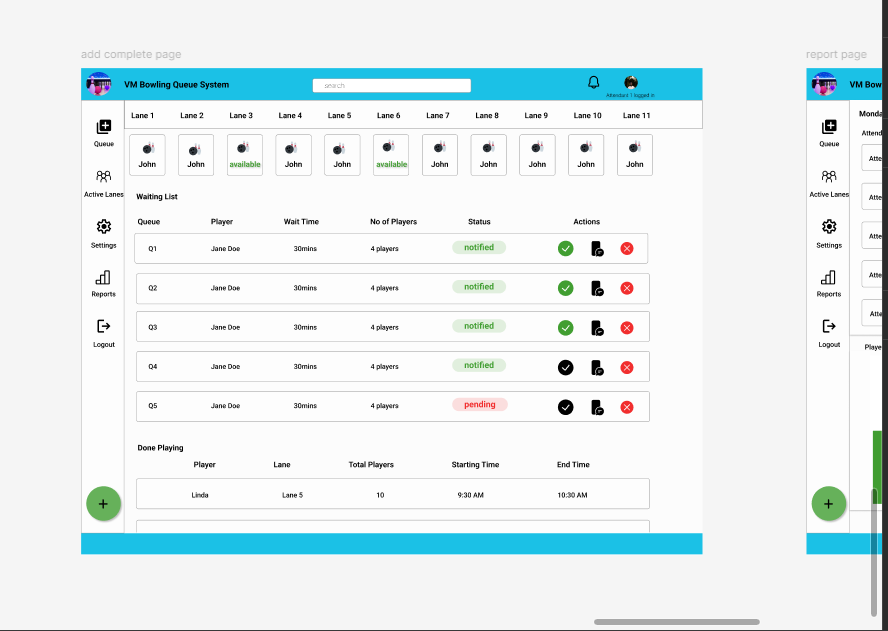 add complete page
report page
VM Bowling Queue System
search
Attendant 1 logged in
VM Bow
Lane 1 Lane 2 Lane 3 Lane 4 Lane 5 Lane 6 Lane 7 Lane 8 Lane 9 Lane 10 Lane 11
John John available John John available John John John John John
Queue
Active Lanes
Settings
Reports
Logout
+
Waiting List
Queue Player Wait Time No of Players Status Actions
Q1 Jane Doe 30mins 4 players notified
Q2 Jane Doe 30mins 4 players notified
Q3 Jane Doe 30mins 4 players notified
Q4 Jane Doe 30mins 4 players notified
Q5 Jane Doe 30mins 4 players pending
Done Playing
Player Lane Total Players Starting Time End Time
Linda Lane 5 10 9:30 AM 10:30 AM
Queue
Active Lanes
Settings
Reports
Logout
+
Monda
Attend
Atte
Atte
Atte
Atte
Atte
Playe